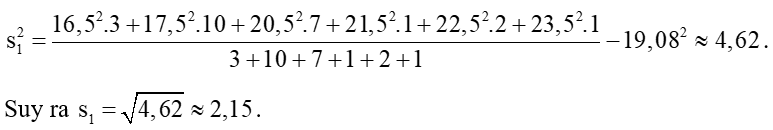 s₁² = (16,5².3 + 17,5².10 + 20,5².7 + 21,5².1 + 22,5².2 + 23,5².1) / (3 + 10 + 7 + 1 + 2 + 1) − 19,08² ≈ 4,62.
Suy ra s₁ = √4,62 ≈ 2,15.